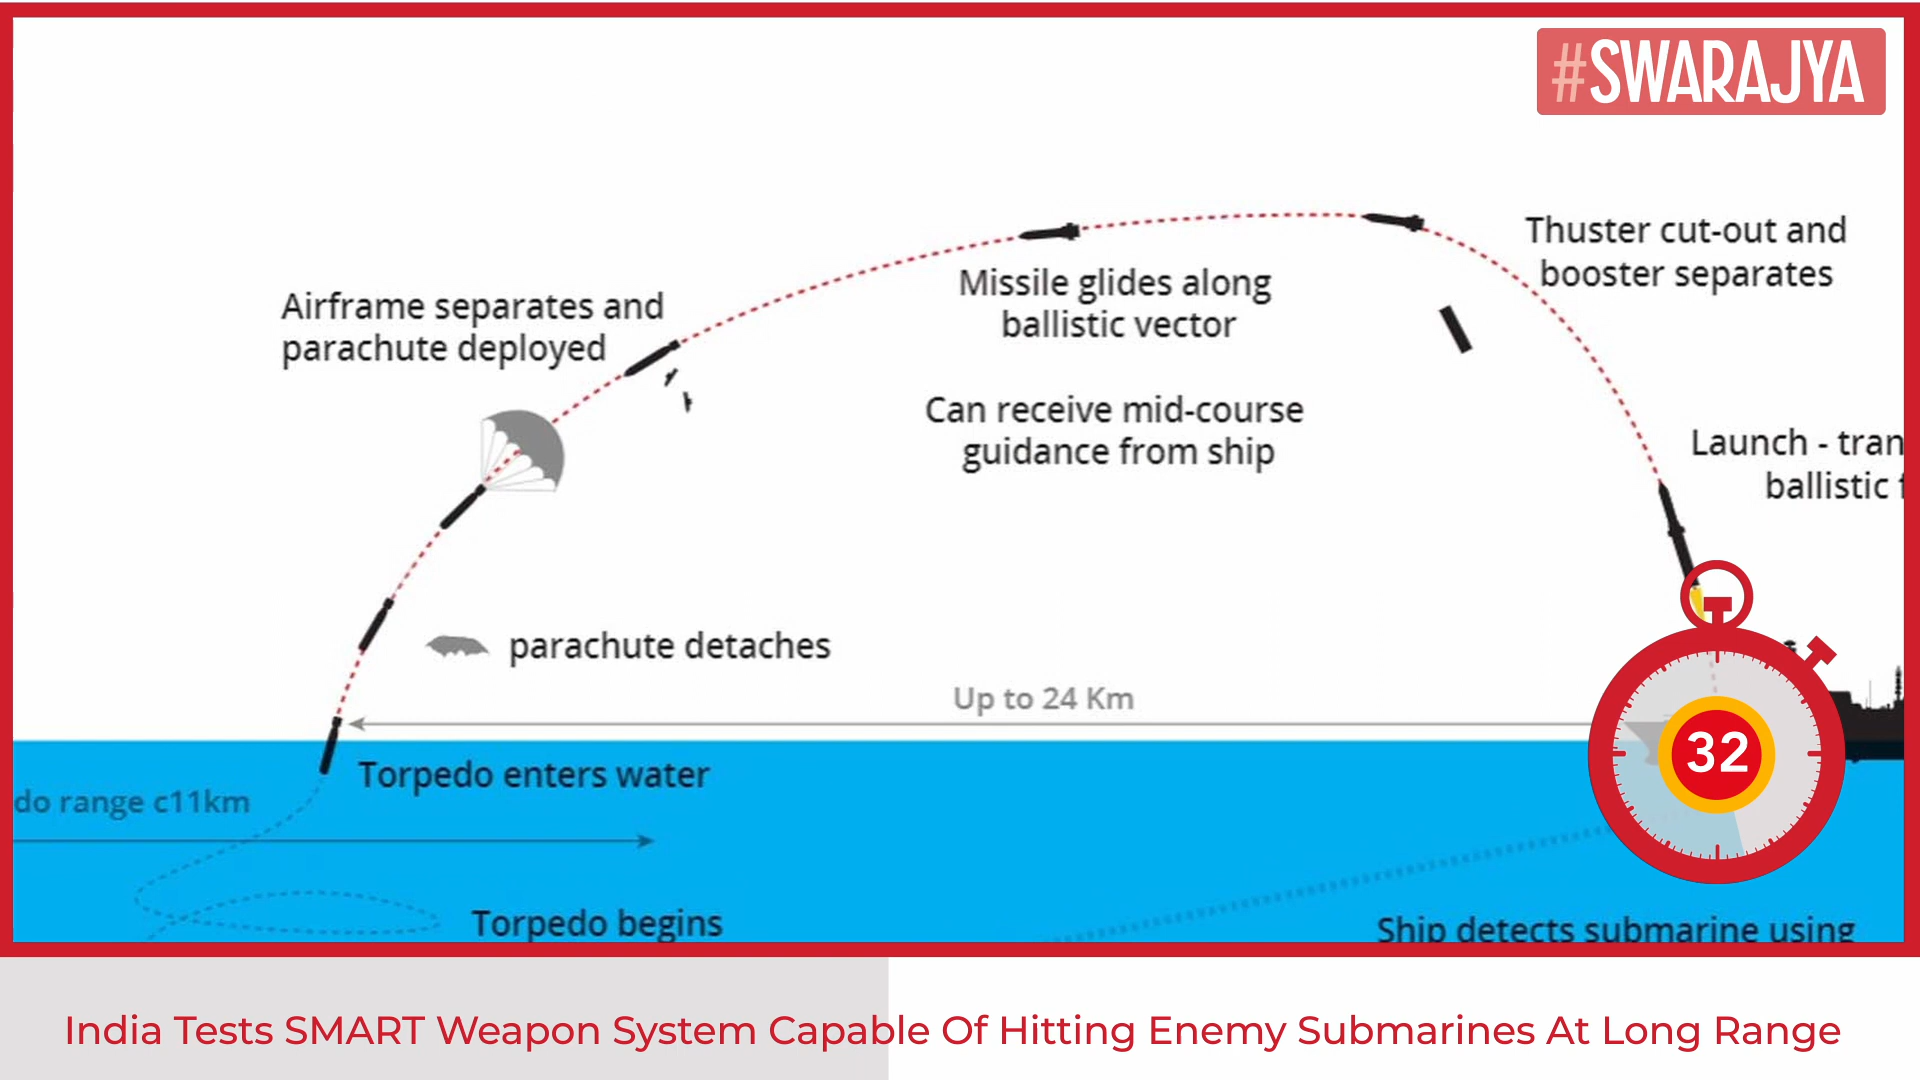 #SWARAJYA
Thuster cut-out and
booster separates
Missile glides along
ballistic vector
Airframe separates and
parachute deployed
Can receive mid-course
guidance from ship
Launch - tran
ballistic
parachute detaches
Up to 24 Km
32
Torpedo enters water
do range c11km
Torpedo begins
Ship detects submarine using
India Tests SMART Weapon System Capable Of Hitting Enemy Submarines At Long Range